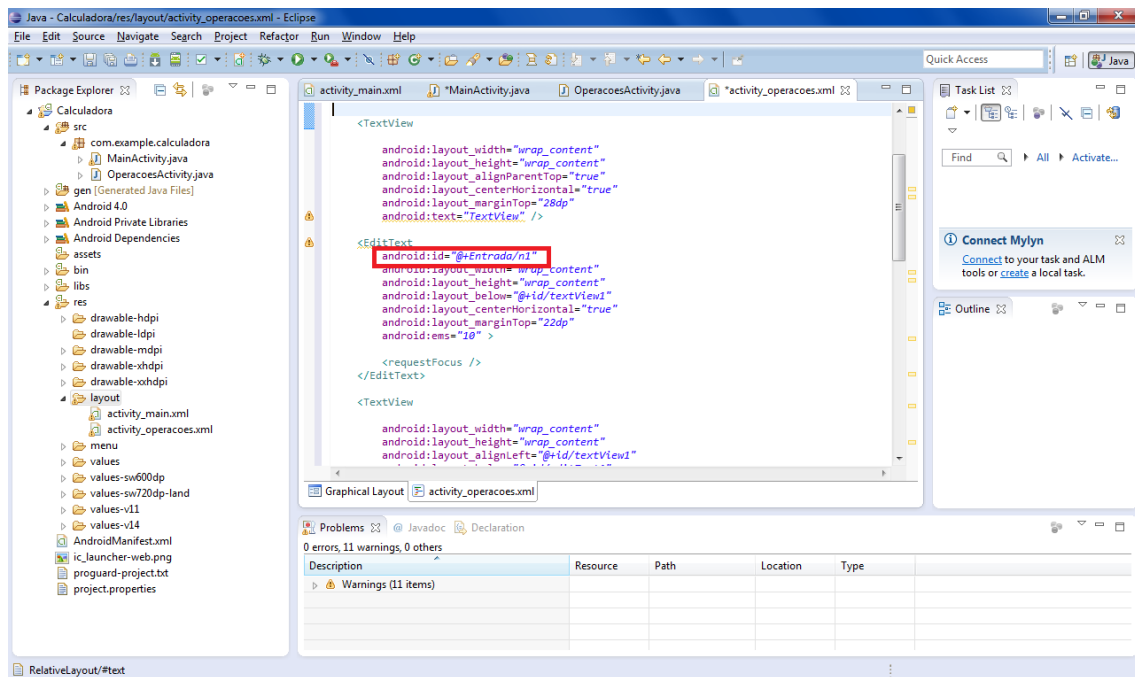 Java - Calculadora/res/layout/activity_operacoes.xml - Eclipse
File Edit Source Navigate Search Project Refactor Run Window Help
Quick Access
Java
Package Explorer
Calculadora
src
com.example.calculadora
MainActivity.java
OperacoesActivity.java
gen [Generated Java Files]
Android 4.0
Android Private Libraries
Android Dependencies
assets
bin
libs
res
drawable-hdpi
drawable-ldpi
drawable-mdpi
drawable-xhdpi
drawable-xxhdpi
layout
activity_main.xml
activity_operacoes.xml
menu
values
values-sw600dp
values-sw720dp-land
values-v11
values-v14
AndroidManifest.xml
ic_launcher-web.png
proguard-project.txt
project.properties
activity_main.xml *MainActivity.java OperacoesActivity.java *activity_operacoes.xml
<TextView
android:layout_width="wrap_content"
android:layout_height="wrap_content"
android:layout_alignParentTop="true"
android:layout_centerHorizontal="true"
android:layout_marginTop="28dp"
android:text="TextView" />
<EditText
android:id="@+Entrada/n1"
android:layout_width="wrap_content"
android:layout_height="wrap_content"
android:layout_below="@+id/textView1"
android:layout_centerHorizontal="true"
android:layout_marginTop="22dp"
android:ems="10" >
<requestFocus />
</EditText>
<TextView
android:layout_width="wrap_content"
android:layout_height="wrap_content"
android:layout_alignLeft="@+id/textView1"
Graphical Layout activity_operacoes.xml
Task List
Find All Activate...
Connect Mylyn
Connect to your task and ALM
tools or create a local task.
Outline
Problems @ Javadoc Declaration
0 errors, 11 warnings, 0 others
Description Resource Path Location Type
Warnings (11 items)
RelativeLayout/#text